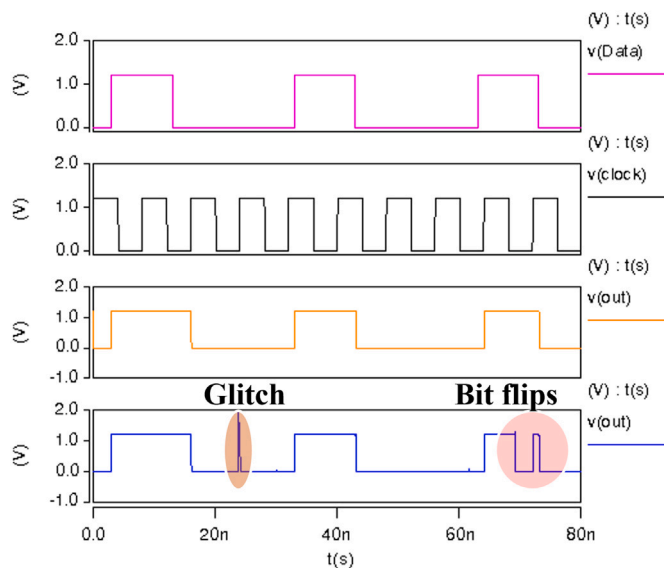 (V) : t(s)
2.0
v(Data)
(V)
1.0
0.0
(V) : t(s)
2.0
v(clock)
(V)
1.0
0.0
(V) : t(s)
2.0
v(out)
(V)
1.0
0.0
-1.0
Glitch
Bit flips
(V) : t(s)
2.0
v(out)
(V)
1.0
0.0
-1.0
0.0 20n 40n 60n 80n
t(s)